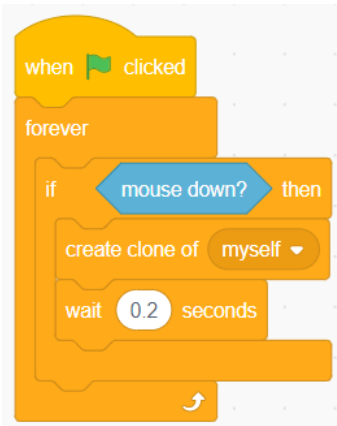 when clicked
forever
if mouse down? then
create clone of myself
wait 0.2 seconds